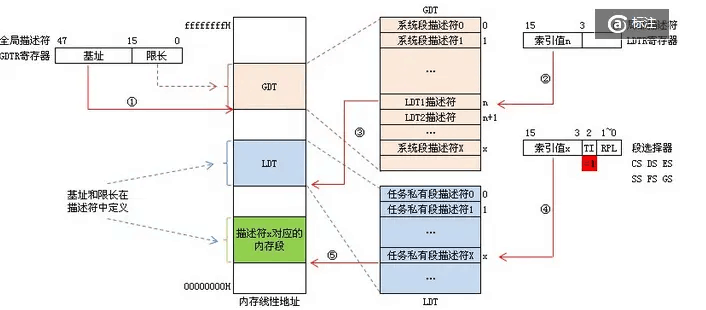 GDT
ffffffffH
标注
全局描述符 47 15 0
GDTR寄存器 基址 限长
系统段描述符0 0
系统段描述符1 1
...
LDT1描述符 n
LDT2描述符 n+1
...
系统段描述符X x
15 3 描述符
索引值n LDTR寄存器
①
②
③
④
⑤
GDT
LDT
基址和限长在
描述符中定义
描述符x对应的
内存段
00000000H
内存线性地址
15 3 2 1~0
索引值x TI RPL 段选择器
=1 CS DS ES
SS FS GS
任务私有段描述符0 0
任务私有段描述符1 1
...
任务私有段描述符X x
...
LDT